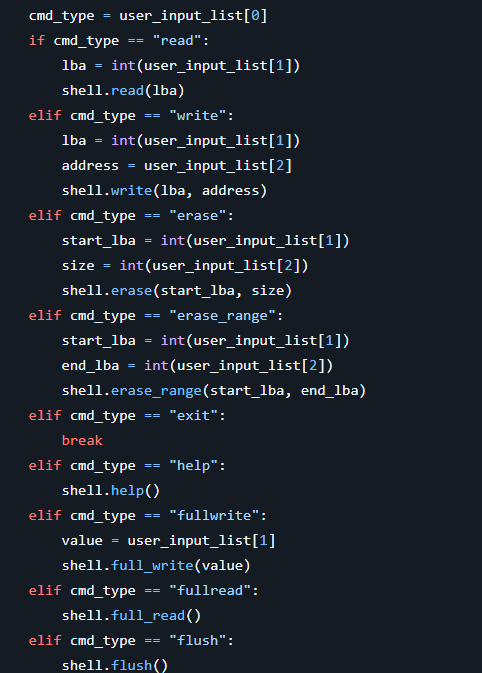 cmd_type = user_input_list[0]
if cmd_type == "read":
    lba = int(user_input_list[1])
    shell.read(lba)
elif cmd_type == "write":
    lba = int(user_input_list[1])
    address = user_input_list[2]
    shell.write(lba, address)
elif cmd_type == "erase":
    start_lba = int(user_input_list[1])
    size = int(user_input_list[2])
    shell.erase(start_lba, size)
elif cmd_type == "erase_range":
    start_lba = int(user_input_list[1])
    end_lba = int(user_input_list[2])
    shell.erase_range(start_lba, end_lba)
elif cmd_type == "exit":
    break
elif cmd_type == "help":
    shell.help()
elif cmd_type == "fullwrite":
    value = user_input_list[1]
    shell.full_write(value)
elif cmd_type == "fullread":
    shell.full_read()
elif cmd_type == "flush":
    shell.flush()